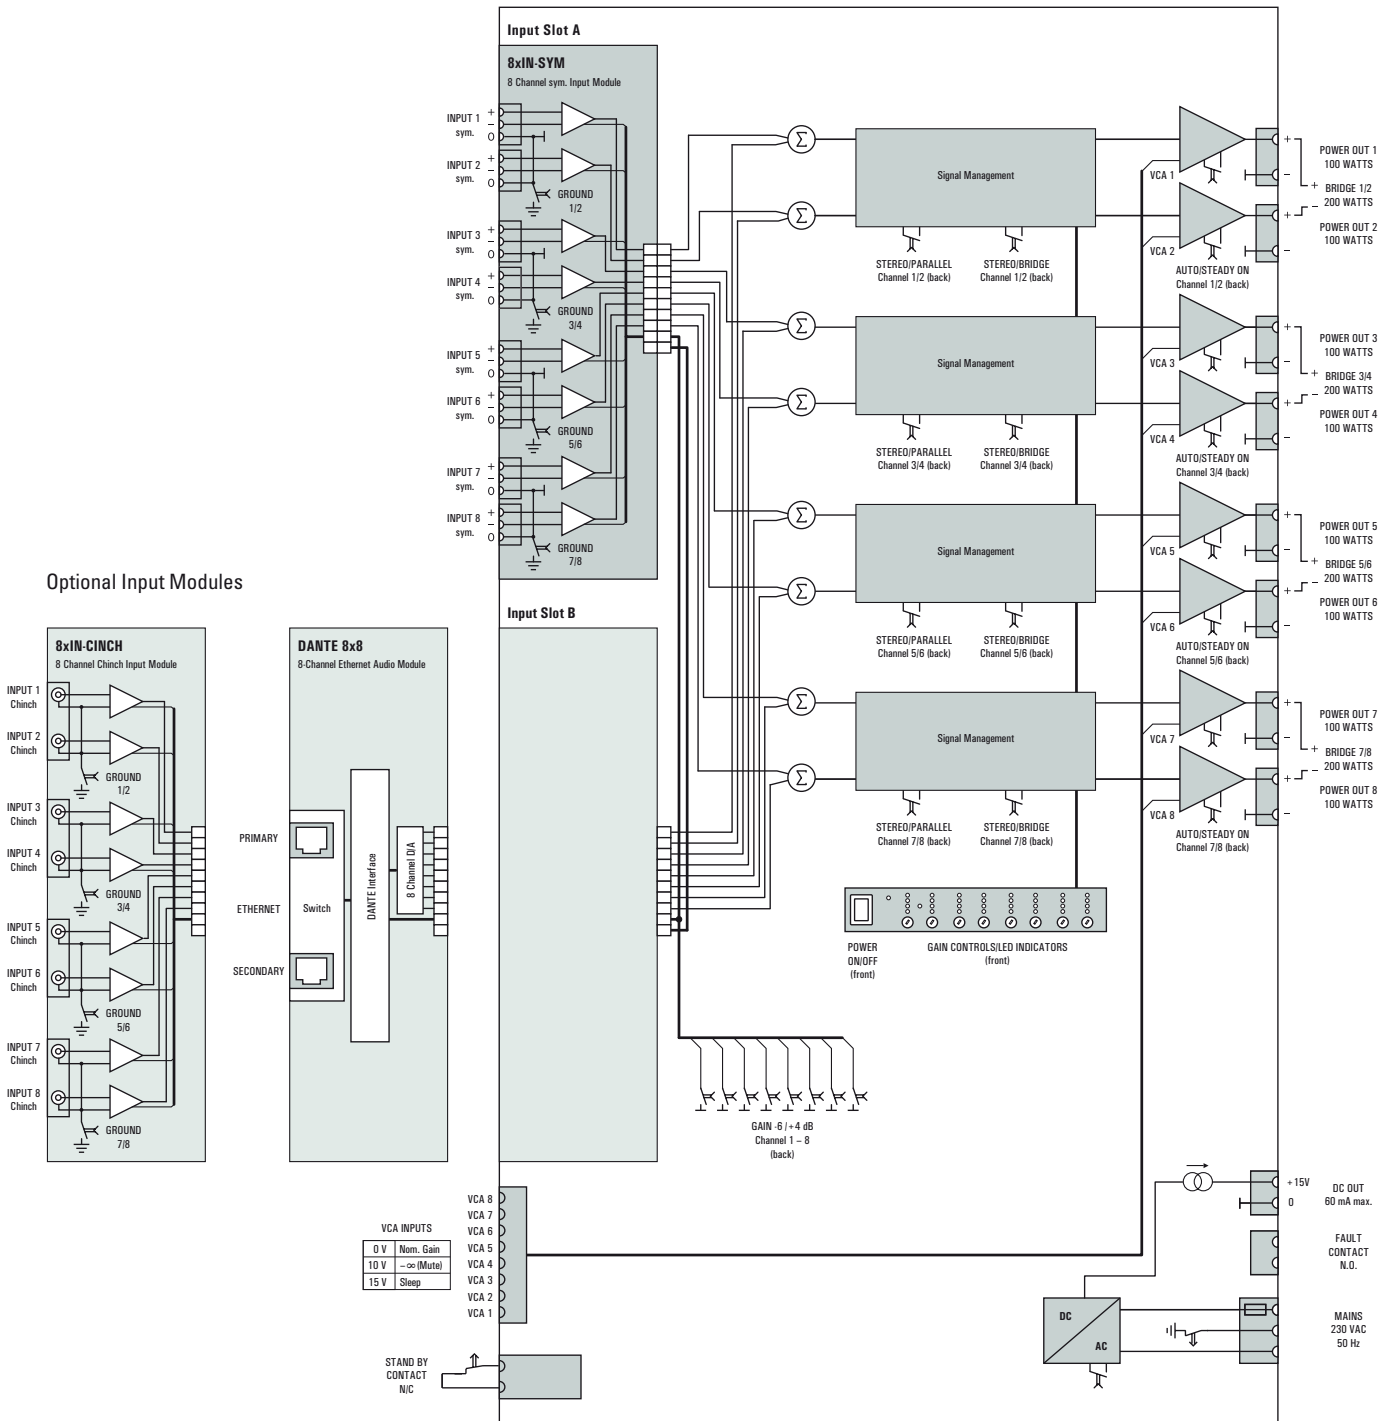 Input Slot A
8xIN-SYM
8 Channel sym. Input Module
INPUT 1
sym.
+
−
0
INPUT 2
sym.
+
−
0
GROUND
1/2
INPUT 3
sym.
+
−
0
INPUT 4
sym.
+
−
0
GROUND
3/4
INPUT 5
sym.
+
−
0
INPUT 6
sym.
+
−
0
GROUND
5/6
INPUT 7
sym.
+
−
0
INPUT 8
sym.
+
−
0
GROUND
7/8
Σ
Σ
Signal Management
STEREO/PARALLEL
Channel 1/2 (back)
STEREO/BRIDGE
Channel 1/2 (back)
VCA 1
VCA 2
AUTO/STEADY ON
Channel 1/2 (back)
+
−
+
−
POWER OUT 1
100 WATTS
+ BRIDGE 1/2
− 200 WATTS
POWER OUT 2
100 WATTS
Σ
Σ
Signal Management
STEREO/PARALLEL
Channel 3/4 (back)
STEREO/BRIDGE
Channel 3/4 (back)
VCA 3
VCA 4
AUTO/STEADY ON
Channel 3/4 (back)
+
−
+
−
POWER OUT 3
100 WATTS
+ BRIDGE 3/4
− 200 WATTS
POWER OUT 4
100 WATTS
Σ
Σ
Signal Management
STEREO/PARALLEL
Channel 5/6 (back)
STEREO/BRIDGE
Channel 5/6 (back)
VCA 5
VCA 6
AUTO/STEADY ON
Channel 5/6 (back)
+
−
+
−
POWER OUT 5
100 WATTS
+ BRIDGE 5/6
− 200 WATTS
POWER OUT 6
100 WATTS
Σ
Σ
Signal Management
STEREO/PARALLEL
Channel 7/8 (back)
STEREO/BRIDGE
Channel 7/8 (back)
VCA 7
VCA 8
AUTO/STEADY ON
Channel 7/8 (back)
+
−
+
−
POWER OUT 7
100 WATTS
+ BRIDGE 7/8
− 200 WATTS
POWER OUT 8
100 WATTS
Optional Input Modules
8xIN-CINCH
8 Channel Chinch Input Module
INPUT 1
Chinch
INPUT 2
Chinch
GROUND
1/2
INPUT 3
Chinch
INPUT 4
Chinch
GROUND
3/4
INPUT 5
Chinch
INPUT 6
Chinch
GROUND
5/6
INPUT 7
Chinch
INPUT 8
Chinch
GROUND
7/8
DANTE 8x8
8-Channel Ethernet Audio Module
PRIMARY
ETHERNET
SECONDARY
Switch
DANTE Interface
8 Channel D/A
Input Slot B
POWER
ON/OFF
(front)
GAIN CONTROLS/LED INDICATORS
(front)
GAIN -6 /+4 dB
Channel 1 – 8
(back)
VCA INPUTS
0 V Nom. Gain
10 V −∞ (Mute)
15 V Sleep
VCA 8
VCA 7
VCA 6
VCA 5
VCA 4
VCA 3
VCA 2
VCA 1
STAND BY
CONTACT
N/C
+15V
0
DC OUT
60 mA max.
FAULT
CONTACT
N.O.
DC
AC
MAINS
230 VAC
50 Hz